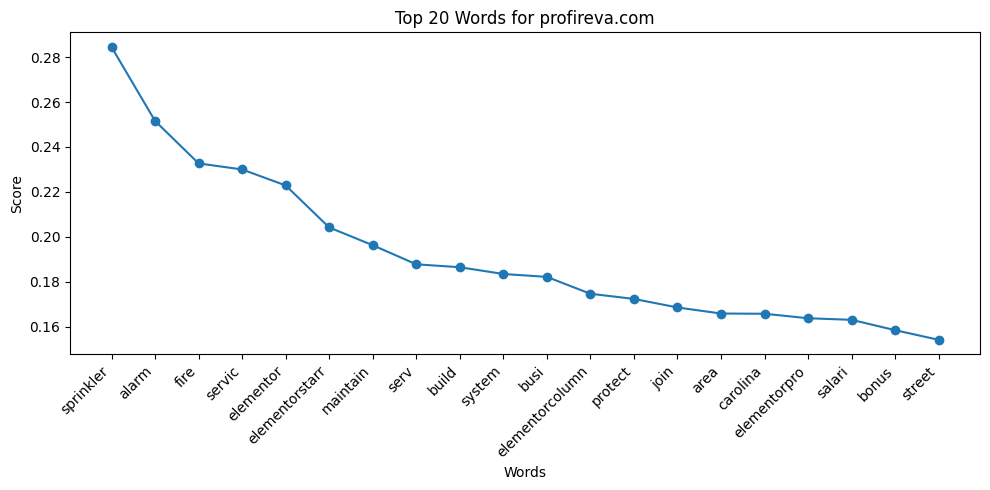 Top 20 Words for profireva.com
0.28
0.26
0.24
0.22
0.20
0.18
0.16
Score
sprinkler
alarm
fire
servic
elementor
elementorstarr
maintain
serv
build
system
busi
elementorcolumn
protect
join
area
carolina
elementorpro
salari
bonus
street
Words